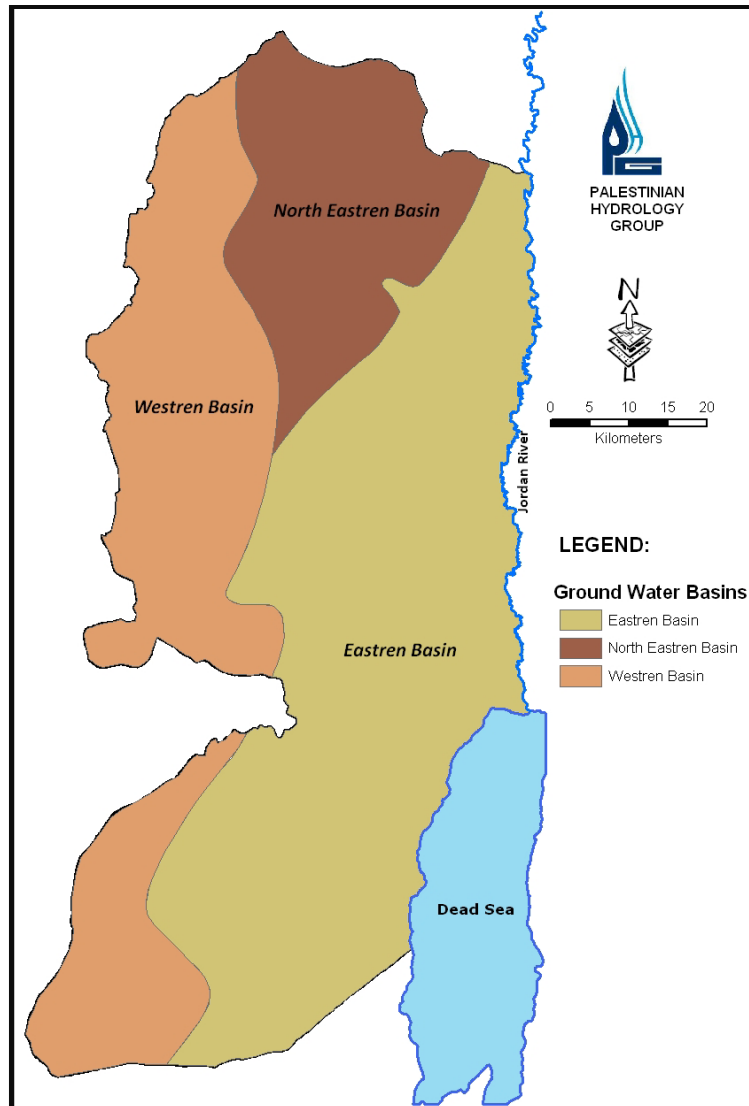 North Eastren Basin
Westren Basin
Eastren Basin
Jordan River
Dead Sea
PG
PALESTINIAN
HYDROLOGY
GROUP
N
0 5 10 15 20
Kilometers
LEGEND:
Ground Water Basins
Eastren Basin
North Eastren Basin
Westren Basin